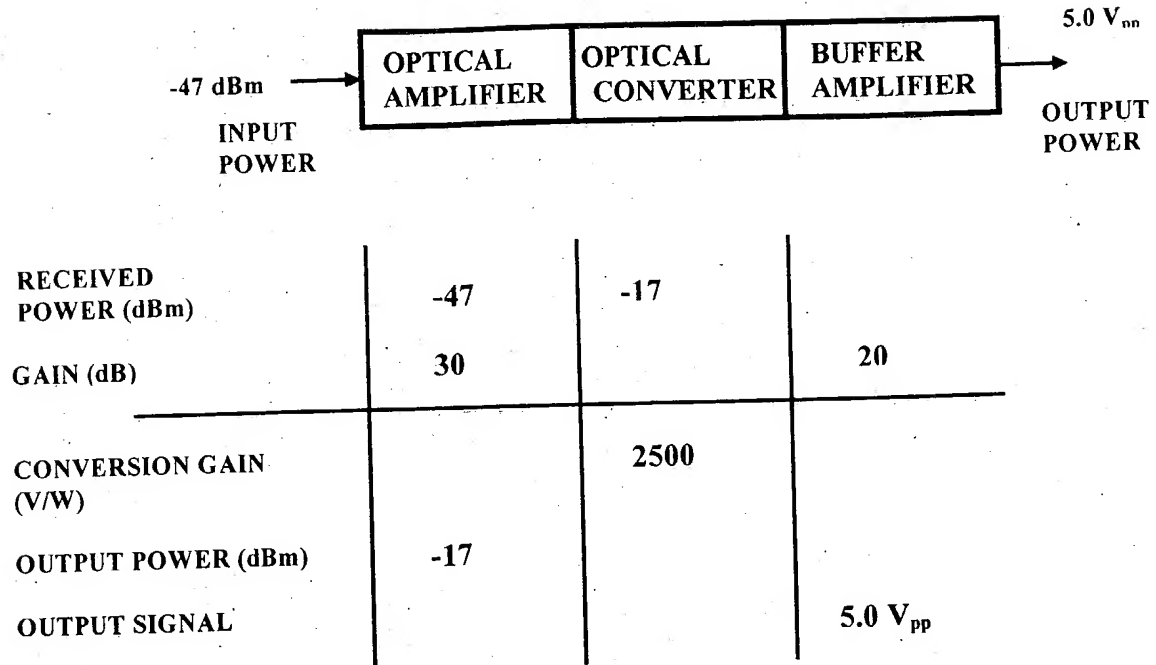 5.0 Vpp
OPTICAL AMPLIFIER
OPTICAL CONVERTER
BUFFER AMPLIFIER
-47 dBm
INPUT
POWER
OUTPUT
POWER
RECEIVED
POWER (dBm) -47 -17
GAIN (dB) 30 20
CONVERSION GAIN
(V/W) 2500
OUTPUT POWER (dBm) -17
OUTPUT SIGNAL 5.0 Vpp